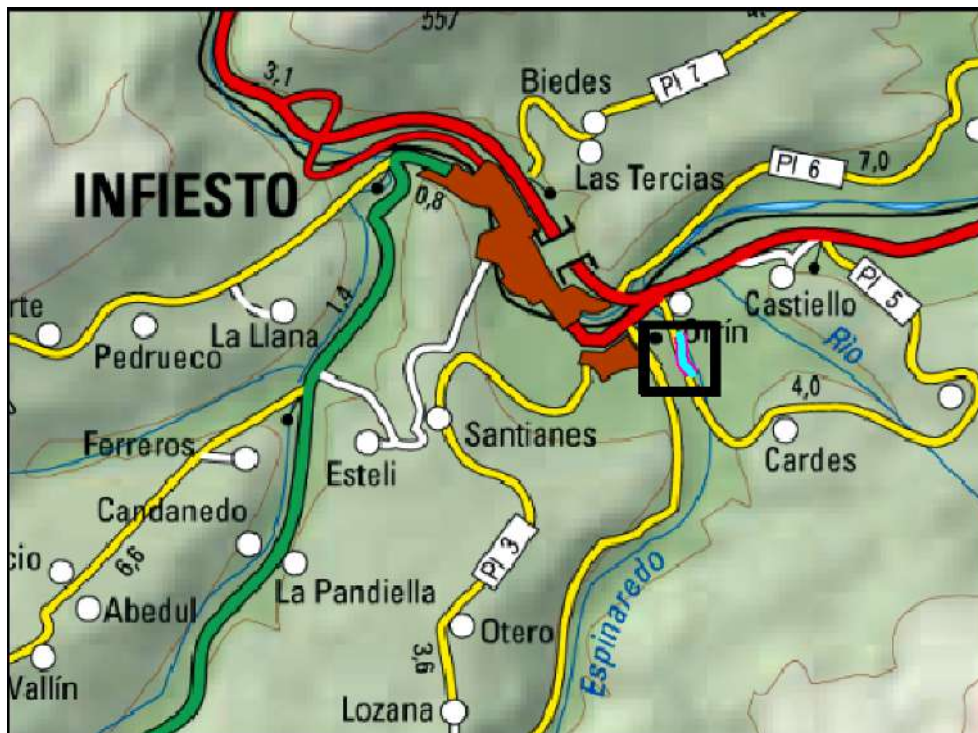 557
3,1
Biedes
PI 7
PI 6
7,0
INFIESTO
Las Tercias
0,8
1,4
Castiello
PI 5
rte
Pedrueco
La Llana
Río
4,0
Santianes
Ferreros
Esteli
Cardes
Candanedo
cio
6,6
PI 3
Abedul
La Pandiella
Otero
Espinaredo
3,6
Vallín
Lozana